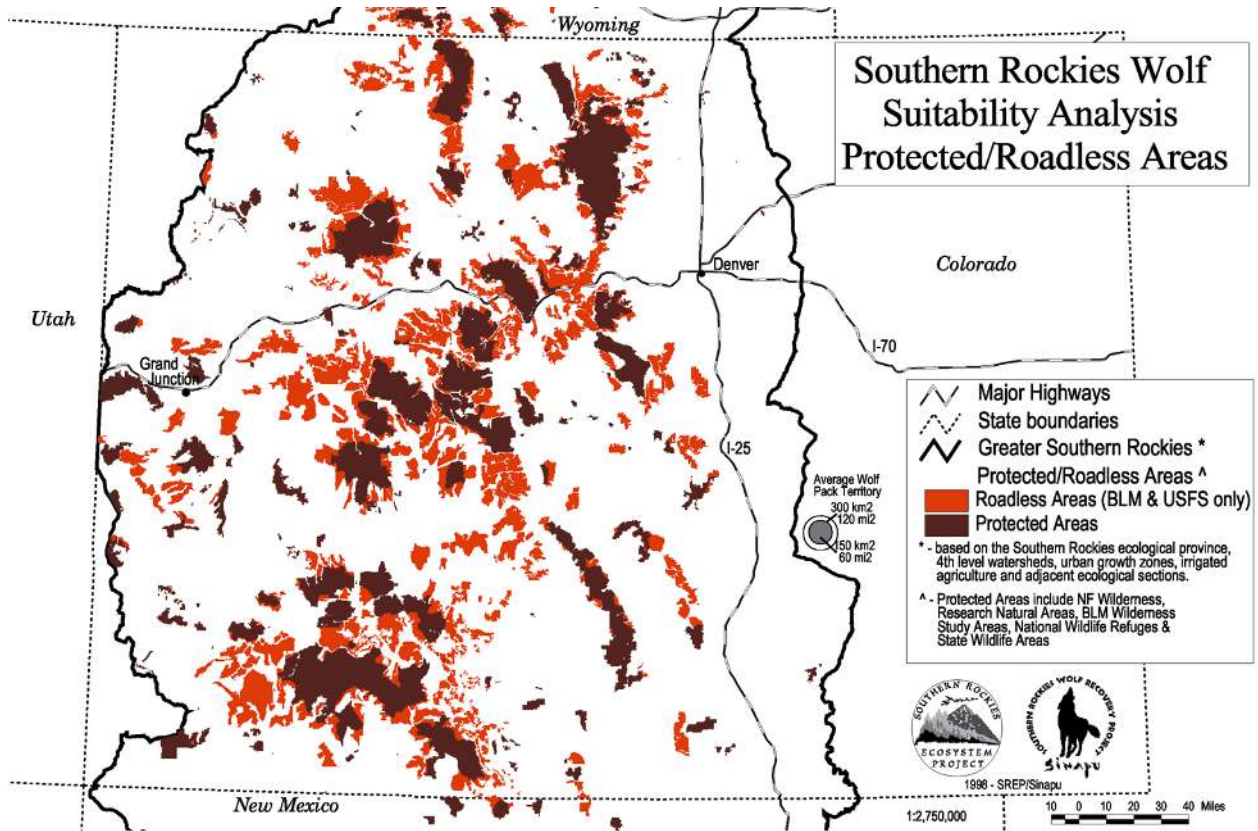 Wyoming
Southern Rockies Wolf
Suitability Analysis
Protected/Roadless Areas
Denver
Colorado
Utah
I-70
Grand
Junction
Major Highways
State boundaries
Greater Southern Rockies *
Protected/Roadless Areas ^
Roadless Areas (BLM & USFS only)
Protected Areas
I-25
Average Wolf
Pack Territory
300 km2
120 mi2
150 km2
60 mi2
* - based on the Southern Rockies ecological province,
4th level watersheds, urban growth zones, irrigated
agriculture and adjacent ecological sections.
^ - Protected Areas include NF Wilderness,
Research Natural Areas, BLM Wilderness
Study Areas, National Wildlife Refuges &
State Wildlife Areas
SOUTHERN ROCKIES
ECOSYSTEM
PROJECT
SOUTHERN ROCKIES WOLF RECOVERY PROJECT
Sinapu
1998 - SREP/Sinapu
New Mexico
1:2,750,000
10 0 10 20 30 40 Miles